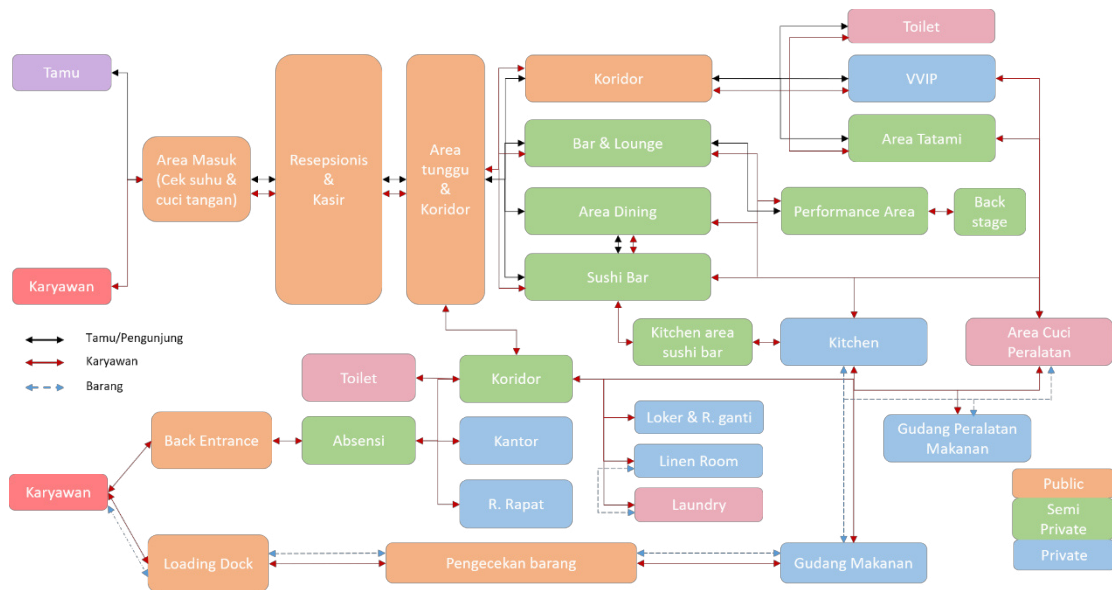 Tamu
Karyawan
Area Masuk
(Cek suhu &
cuci tangan)
Resepsionis
&
Kasir
Area
tunggu
&
Koridor
Koridor
Bar & Lounge
Area Dining
Sushi Bar
Toilet
VVIP
Area Tatami
Performance Area
Back
stage
Kitchen area
sushi bar
Kitchen
Area Cuci
Peralatan
Tamu/Pengunjung
Karyawan
Barang
Toilet
Koridor
Back Entrance
Absensi
Kantor
R. Rapat
Loker & R. ganti
Linen Room
Laundry
Gudang Peralatan
Makanan
Karyawan
Loading Dock
Pengecekan barang
Gudang Makanan
Public
Semi
Private
Private